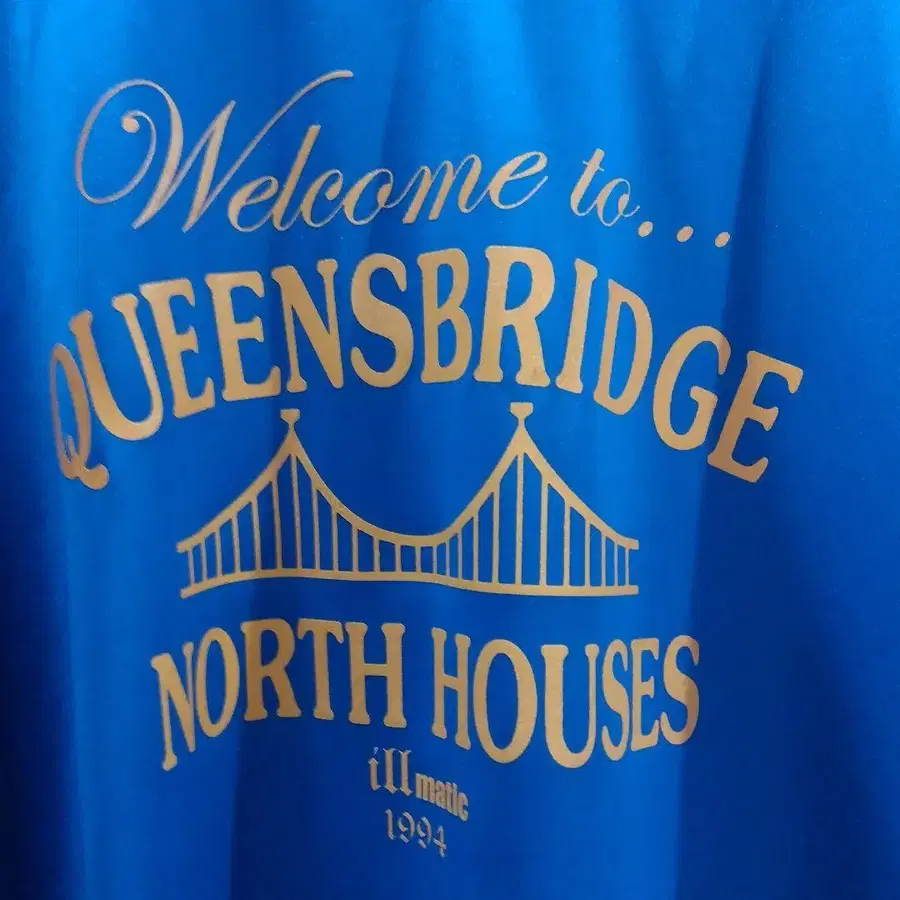 Welcome to...
QUEENSBRIDGE
NORTH HOUSES
illmatic
1994